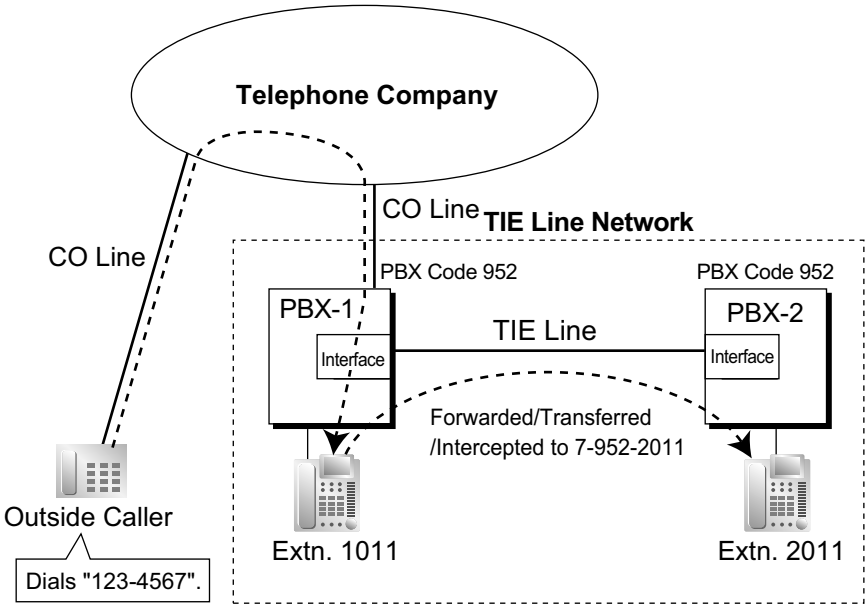 Telephone Company
CO Line
TIE Line Network
CO Line
PBX Code 952
PBX Code 952
PBX-1
PBX-2
TIE Line
Interface
Interface
Forwarded/Transferred
/Intercepted to 7-952-2011
Outside Caller
Extn. 1011
Extn. 2011
Dials "123-4567".